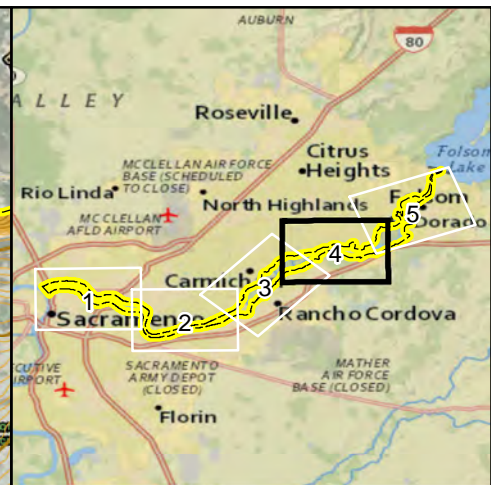 AUBURN
80
ALLEY
Roseville
MCCLELLAN AIR FORCE
BASE (SCHEDULED
TO CLOSE)
Citrus
Heights
Folsom
Lake
Rio Linda
North Highlands
MCCLELLAN
AFLD AIRPORT
Dorado
5
4
Carmich
3
1
Sacramento
2
Rancho Cordova
CUTIVE
IRPORT
SACRAMENTO
ARMY DEPOT
(CLOSED)
MATHER
AIR FORCE
BASE (CLOSED)
Florin